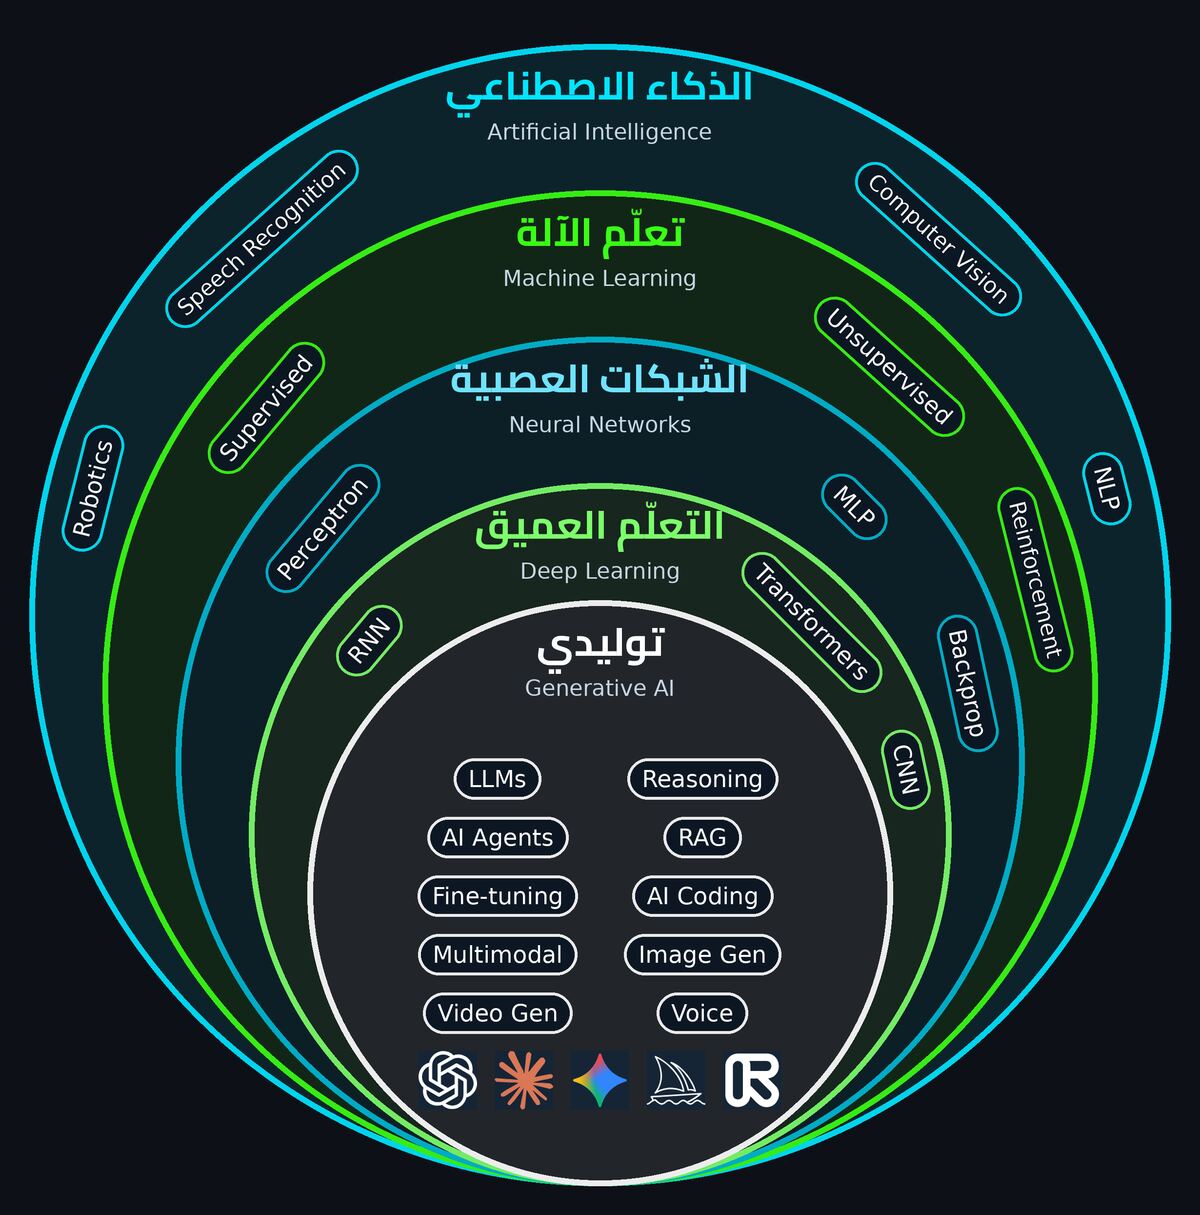 الذكاء الاصطناعي
Artificial Intelligence
Speech Recognition
Computer Vision
Robotics
NLP
تعلّم الآلة
Machine Learning
Supervised
Unsupervised
Reinforcement
الشبكات العصبية
Neural Networks
Perceptron
MLP
Backprop
التعلّم العميق
Deep Learning
RNN
Transformers
CNN
توليدي
Generative AI
LLMs
Reasoning
AI Agents
RAG
Fine-tuning
AI Coding
Multimodal
Image Gen
Video Gen
Voice